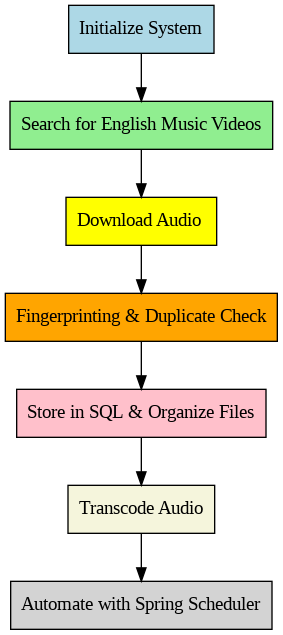 Initialize System
Search for English Music Videos
Download Audio
Fingerprinting & Duplicate Check
Store in SQL & Organize Files
Transcode Audio
Automate with Spring Scheduler